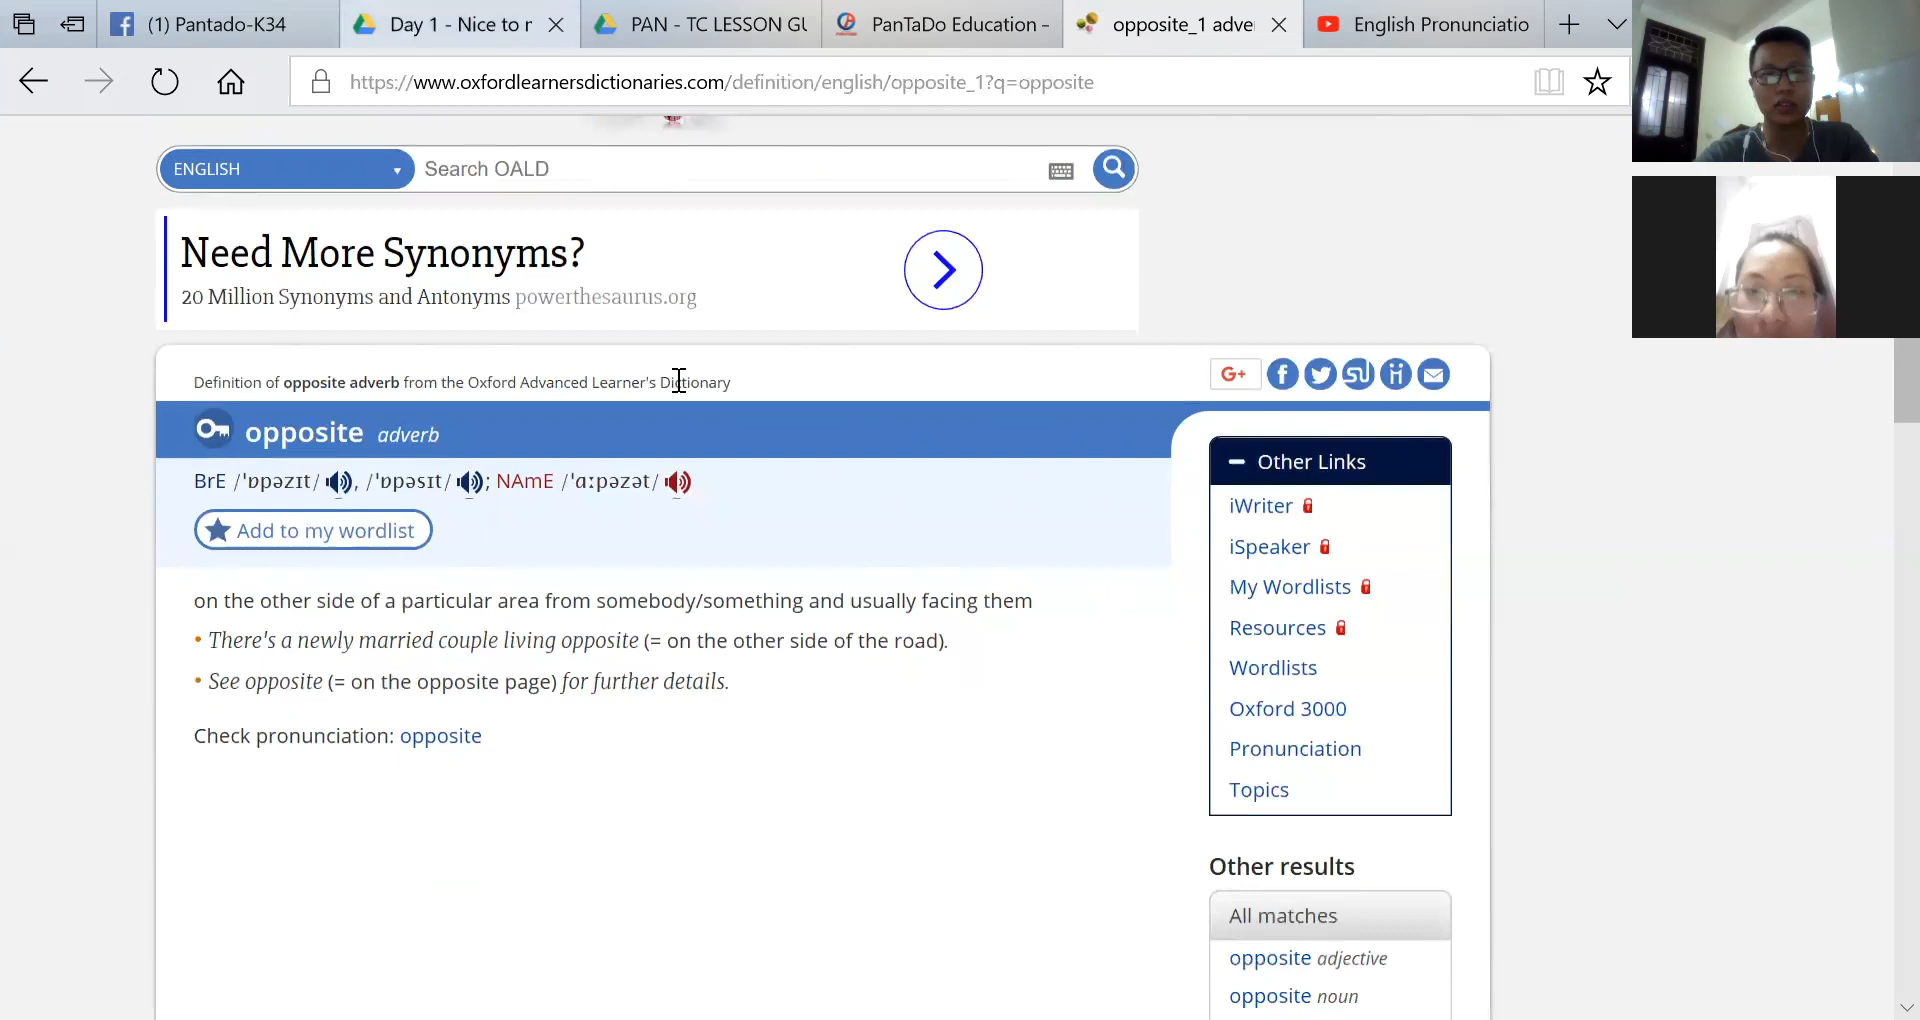 (1) Pantado-K34
Day 1 - Nice to r
PAN - TC LESSON GU
PanTaDo Education –
opposite_1 adve
English Pronunciatio
https://www.oxfordlearnersdictionaries.com/definition/english/opposite_1?q=opposite
ENGLISH
Search OALD
Need More Synonyms?
20 Million Synonyms and Antonyms powerthesaurus.org
Definition of opposite adverb from the Oxford Advanced Learner's Dictionary
G+
opposite adverb
BrE /ˈɒpəzɪt/ , /ˈɒpəsɪt/ ; NAmE /ˈɑːpəzət/
Add to my wordlist
on the other side of a particular area from somebody/something and usually facing them
• There's a newly married couple living opposite (= on the other side of the road).
• See opposite (= on the opposite page) for further details.
Check pronunciation: opposite
Other Links
iWriter
iSpeaker
My Wordlists
Resources
Wordlists
Oxford 3000
Pronunciation
Topics
Other results
All matches
opposite adjective
opposite noun